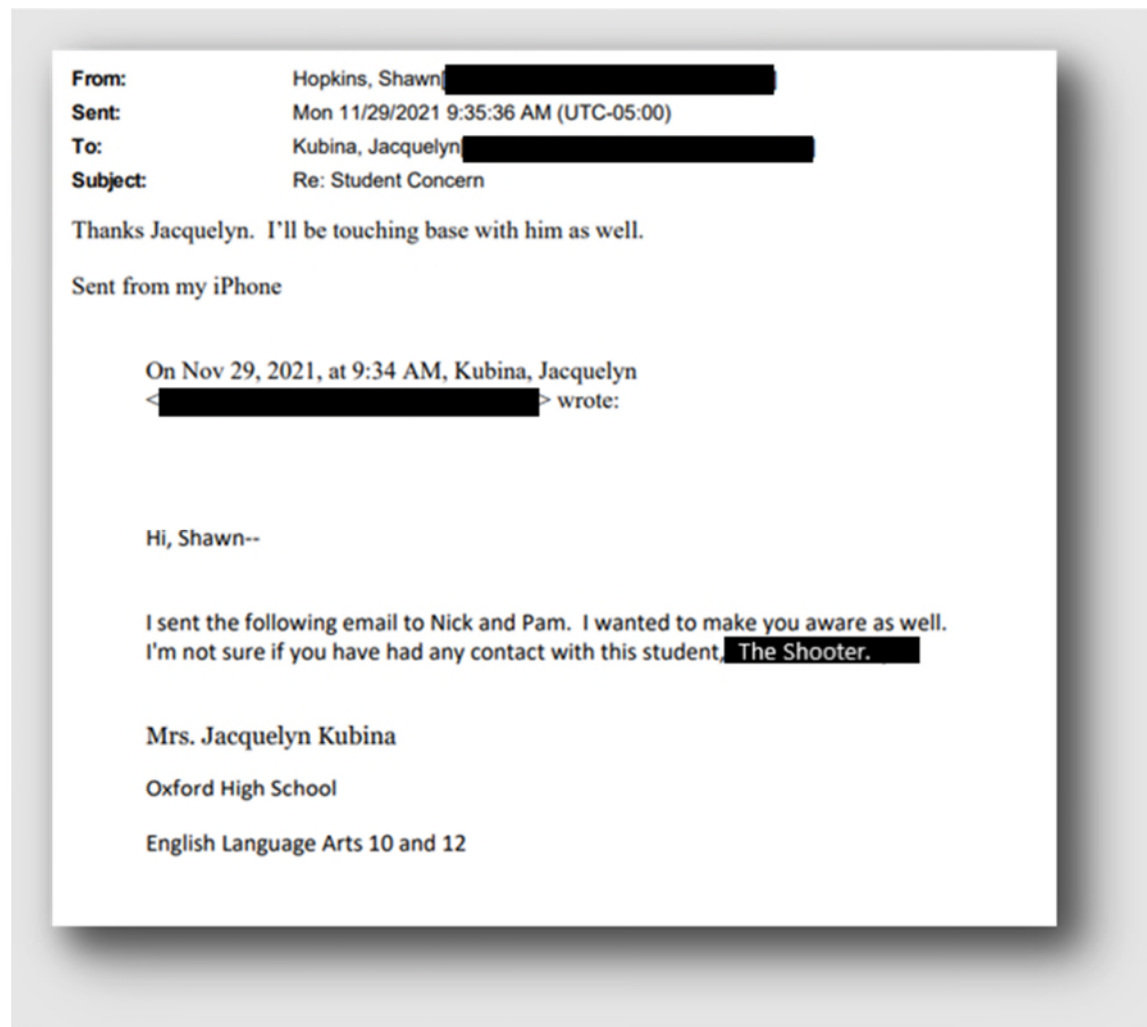 From: Hopkins, Shawn[
Sent: Mon 11/29/2021 9:35:36 AM (UTC-05:00)
To: Kubina, Jacquelyn[
Subject: Re: Student Concern
Thanks Jacquelyn. I'll be touching base with him as well.
Sent from my iPhone
On Nov 29, 2021, at 9:34 AM, Kubina, Jacquelyn
< > wrote:
Hi, Shawn--
I sent the following email to Nick and Pam. I wanted to make you aware as well.
I'm not sure if you have had any contact with this student, The Shooter.
Mrs. Jacquelyn Kubina
Oxford High School
English Language Arts 10 and 12